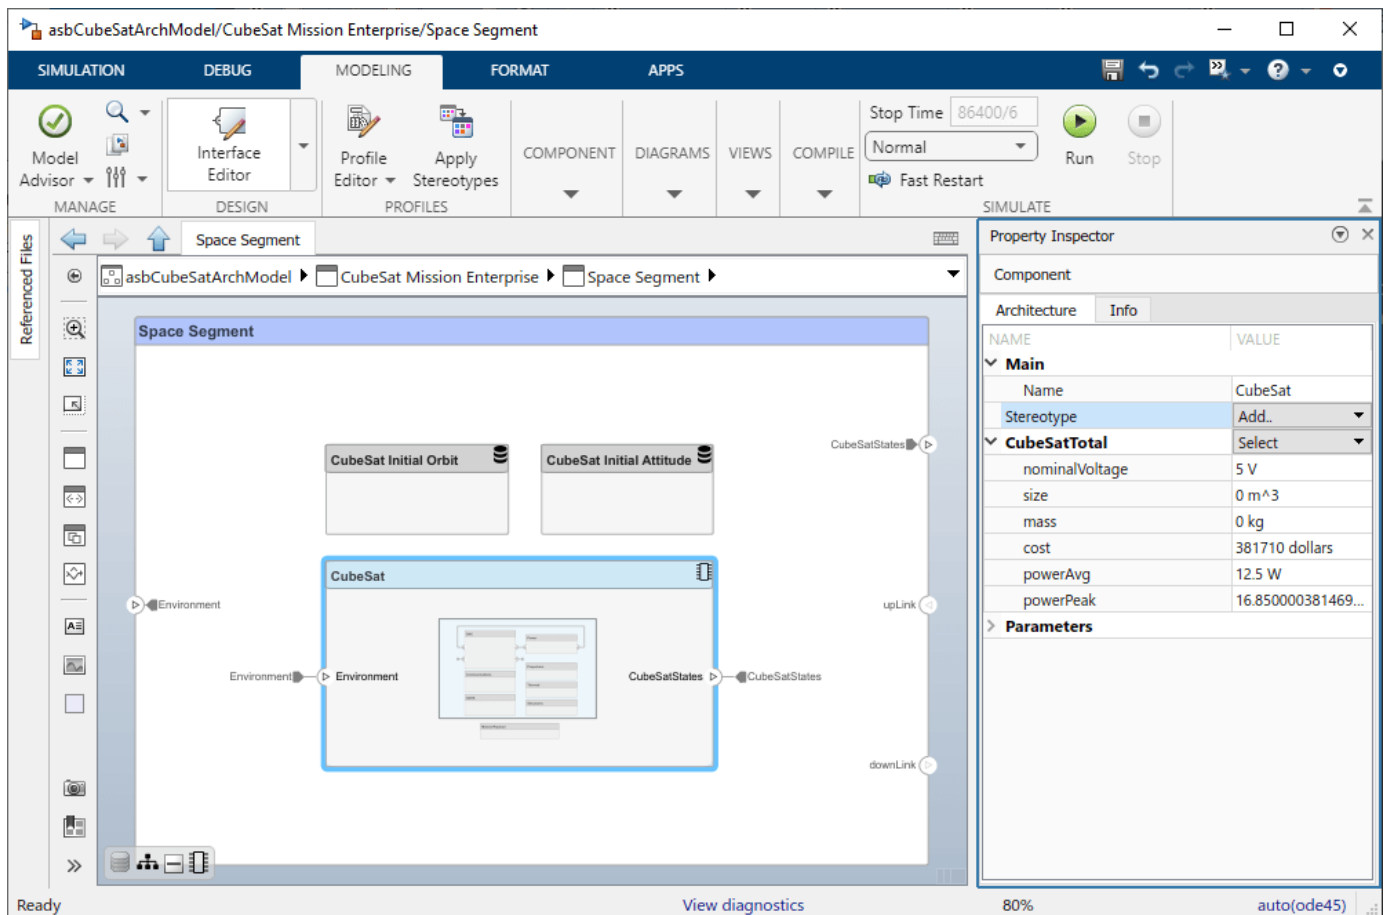 asbCubeSatArchModel/CubeSat Mission Enterprise/Space Segment
SIMULATION DEBUG MODELING FORMAT APPS
Model Advisor
MANAGE
Interface Editor
DESIGN
Profile Editor
Apply Stereotypes
PROFILES
COMPONENT
DIAGRAMS
VIEWS
COMPILE
Stop Time 86400/6
Normal
Fast Restart
Run
Stop
SIMULATE
Referenced Files
Space Segment
asbCubeSatArchModel CubeSat Mission Enterprise Space Segment
Space Segment
CubeSat Initial Orbit
CubeSat Initial Attitude
CubeSatStates
CubeSat
Environment
upLink
Environment
Environment
CubeSatStates
CubeSatStates
downLink
Property Inspector
Component
Architecture Info
NAME VALUE
Main
Name CubeSat
Stereotype Add..
CubeSatTotal Select
nominalVoltage 5 V
size 0 m^3
mass 0 kg
cost 381710 dollars
powerAvg 12.5 W
powerPeak 16.850000381469...
Parameters
Ready View diagnostics 80% auto(ode45)